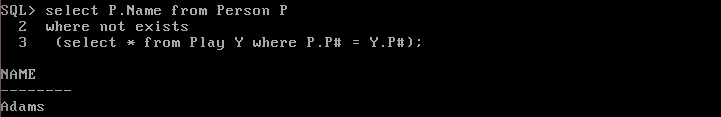 SQL> select P.Name from Person P
  2  where not exists
  3   (select * from Play Y where P.P# = Y.P#);
NAME
--------
Adams